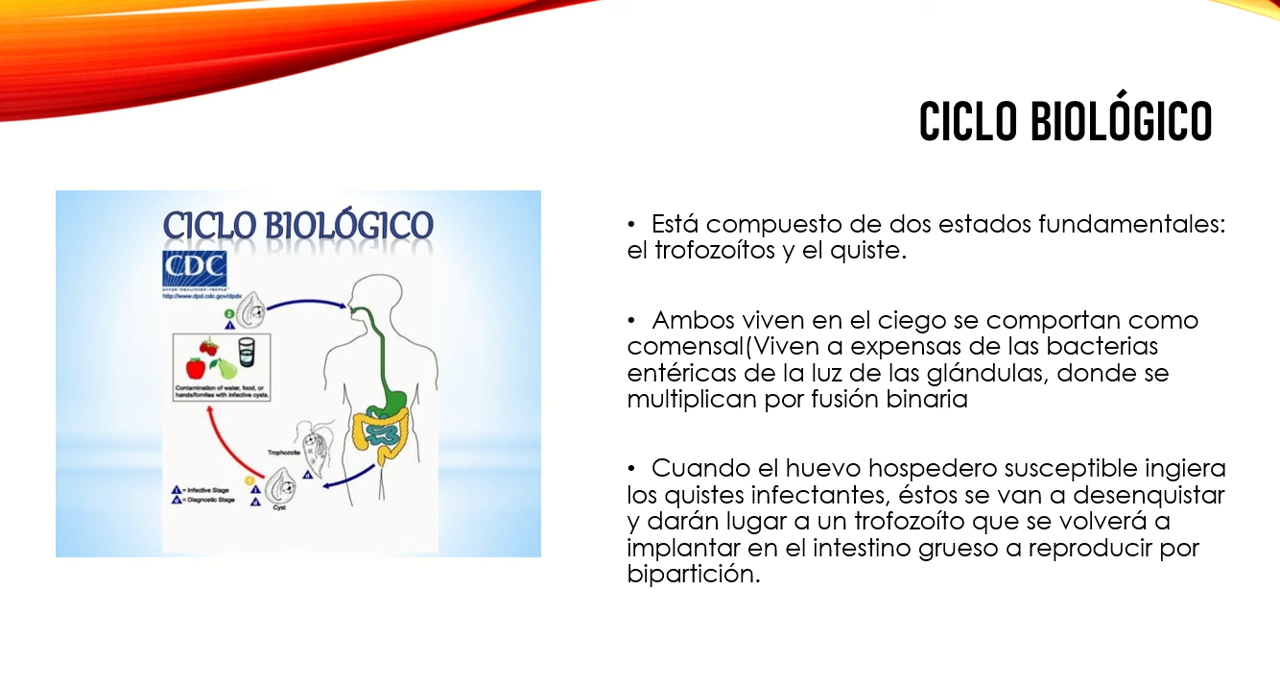 CICLO BIOLÓGICO
CICLO BIOLÓGICO
CDC
http://www.dpd.cdc.gov/dpdx
2
i
Contamination of water, food, or
hands/fomites with infective cysts.
Trophozoite
d
1
i
d
Cyst
i = Infective Stage
d = Diagnostic Stage
• Está compuesto de dos estados fundamentales:
el trofozoítos y el quiste.
• Ambos viven en el ciego se comportan como
comensal(Viven a expensas de las bacterias
entéricas de la luz de las glándulas, donde se
multiplican por fusión binaria
• Cuando el huevo hospedero susceptible ingiera
los quistes infectantes, éstos se van a desenquistar
y darán lugar a un trofozoíto que se volverá a
implantar en el intestino grueso a reproducir por
bipartición.